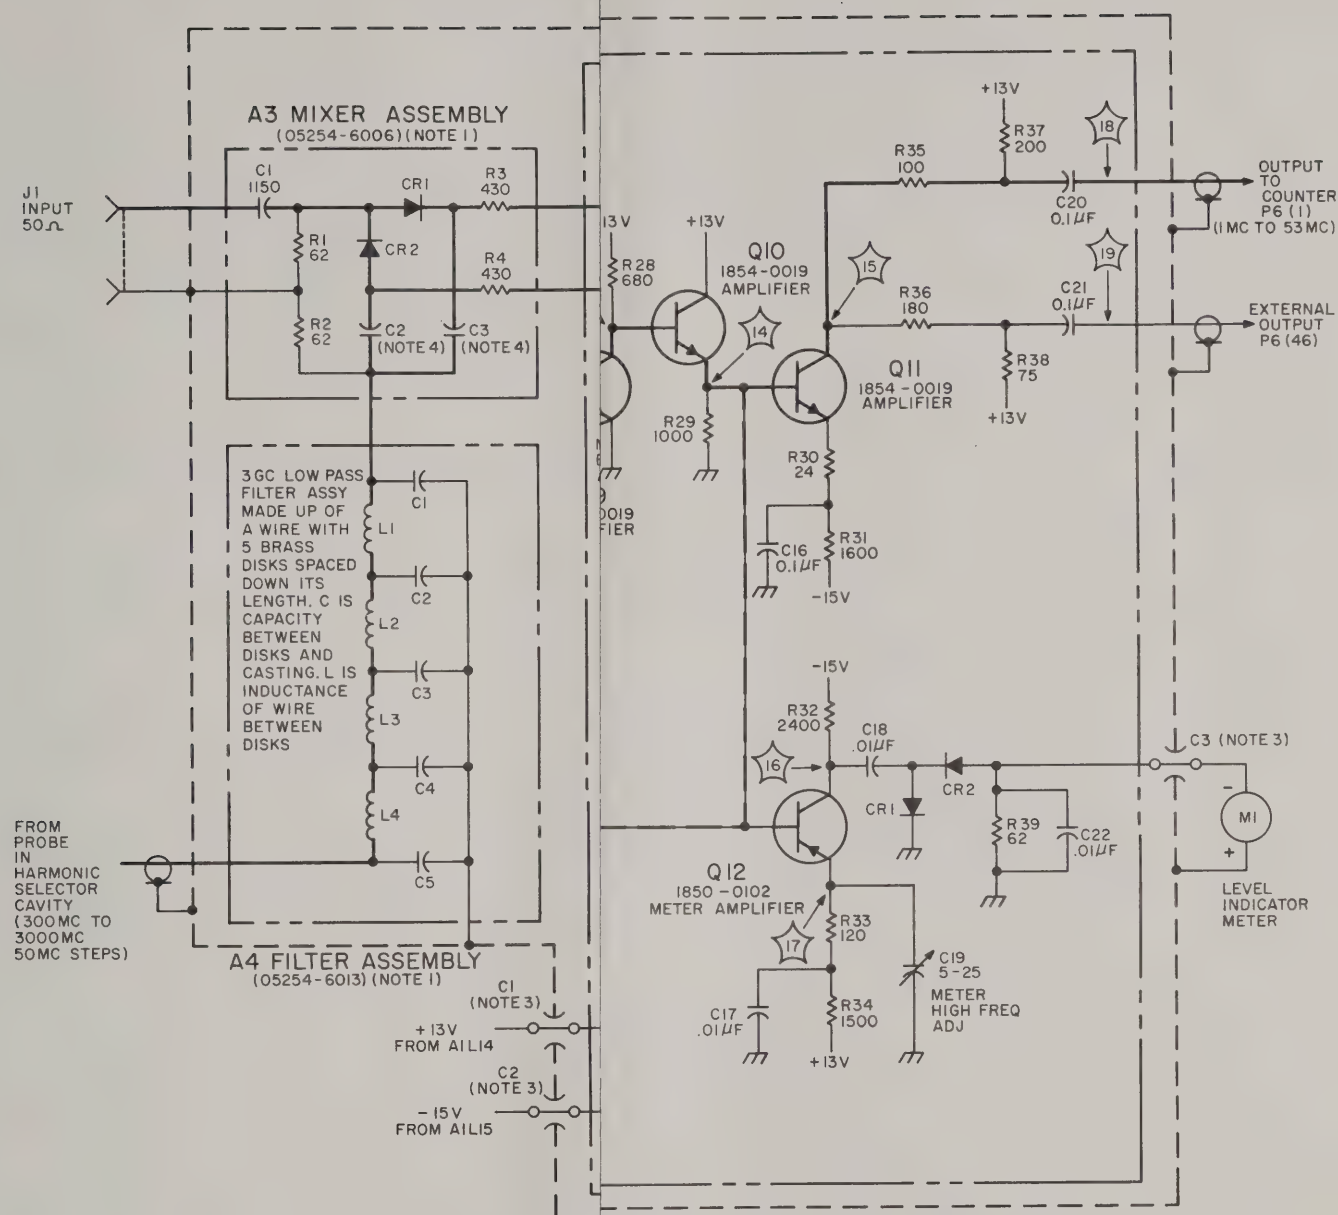 A3 MIXER ASSEMBLY
(05254-6006) (NOTE 1)
J1
INPUT
50Ω
C1
1150
CR1
R3
430
R1
62
CR2
R4
430
R2
62
C2
(NOTE 4)
C3
(NOTE 4)
3GC LOW PASS
FILTER ASSY
MADE UP OF
A WIRE WITH
5 BRASS
DISKS SPACED
DOWN ITS
LENGTH. C IS
CAPACITY
BETWEEN
DISKS AND
CASTING. L IS
INDUCTANCE
OF WIRE
BETWEEN
DISKS
C1
L1
C2
L2
C3
L3
C4
L4
C5
FROM
PROBE
IN
HARMONIC
SELECTOR
CAVITY
(300MC TO
3000MC
50MC STEPS)
A4 FILTER ASSEMBLY
(05254-6013) (NOTE 1)
C1
(NOTE 3)
+13V
FROM A1L14
C2
(NOTE 3)
-15V
FROM A1L15
13V
R28
680
0019
FIER
+13V
Q10
1854-0019
AMPLIFIER
14
R29
1000
15
Q11
1854-0019
AMPLIFIER
R35
100
+13V
R37
200
18
C20
0.1µF
OUTPUT
TO
COUNTER
P6 (1)
(1MC TO 53MC)
R36
180
C21
0.1µF
19
EXTERNAL
OUTPUT
P6 (46)
R38
75
+13V
R30
24
C16
0.1µF
R31
1600
-15V
-15V
R32
2400
16
C18
.01µF
CR1
CR2
R39
62
C22
.01µF
C3 (NOTE 3)
-
M1
+
LEVEL
INDICATOR
METER
Q12
1850-0102
METER AMPLIFIER
17
R33
120
C17
.01µF
R34
1500
+13V
C19
5-25
METER
HIGH FREQ
ADJ